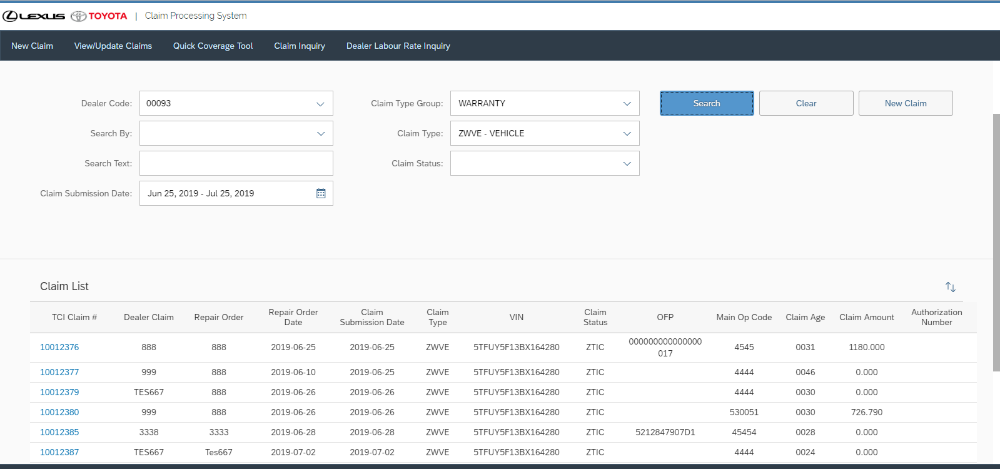 LEXUS TOYOTA | Claim Processing System
New Claim View/Update Claims Quick Coverage Tool Claim Inquiry Dealer Labour Rate Inquiry
Dealer Code: 00093 Claim Type Group: WARRANTY Search Clear New Claim
Search By: Claim Type: ZWVE - VEHICLE
Search Text: Claim Status:
Claim Submission Date: Jun 25, 2019 - Jul 25, 2019
Claim List
TCI Claim # Dealer Claim Repair Order Repair Order Date Claim Submission Date Claim Type VIN Claim Status OFP Main Op Code Claim Age Claim Amount Authorization Number
10012376 888 888 2019-06-25 2019-06-25 ZWVE 5TFUY5F13BX164280 ZTIC 000000000000000 017 4545 0031 1180.000
10012377 999 888 2019-06-10 2019-06-25 ZWVE 5TFUY5F13BX164280 ZTIC 4444 0046 0.000
10012379 TES667 888 2019-06-26 2019-06-26 ZWVE 5TFUY5F13BX164280 ZTIC 4444 0030 0.000
10012380 999 888 2019-06-26 2019-06-26 ZWVE 5TFUY5F13BX164280 ZTIC 530051 0030 726.790
10012385 3338 3333 2019-06-28 2019-06-28 ZWVE 5TFUY5F13BX164280 ZTIC 5212847907D1 45454 0028 0.000
10012387 TES667 Tes667 2019-07-02 2019-07-02 ZWVE 5TFUY5F13BX164280 ZTIC 4444 0024 0.000